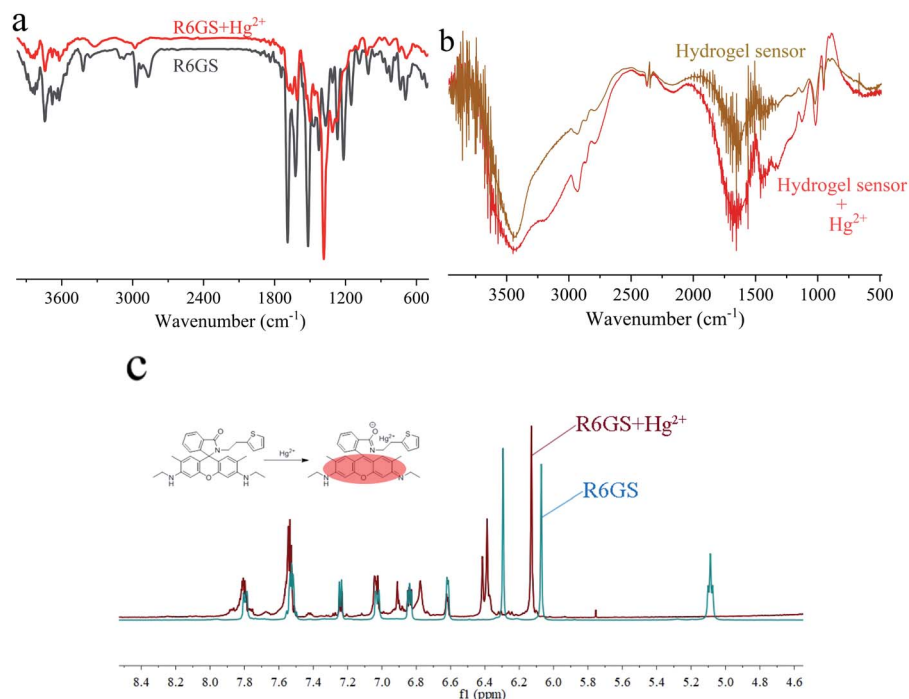 a
R6GS+Hg²⁺
R6GS
3600 3000 2400 1800 1200 600
Wavenumber (cm⁻¹)
b
Hydrogel sensor
Hydrogel sensor
+
Hg²⁺
3500 3000 2500 2000 1500 1000 500
Wavenumber (cm⁻¹)
c
O
N
S
O
NH
NH
Hg²⁺
O
⊖
Hg²⁺
N
S
O
NH
N
R6GS+Hg²⁺
R6GS
8.4 8.2 8.0 7.8 7.6 7.4 7.2 7.0 6.8 6.6 6.4 6.2 6.0 5.8 5.6 5.4 5.2 5.0 4.8 4.6
f1 (ppm)